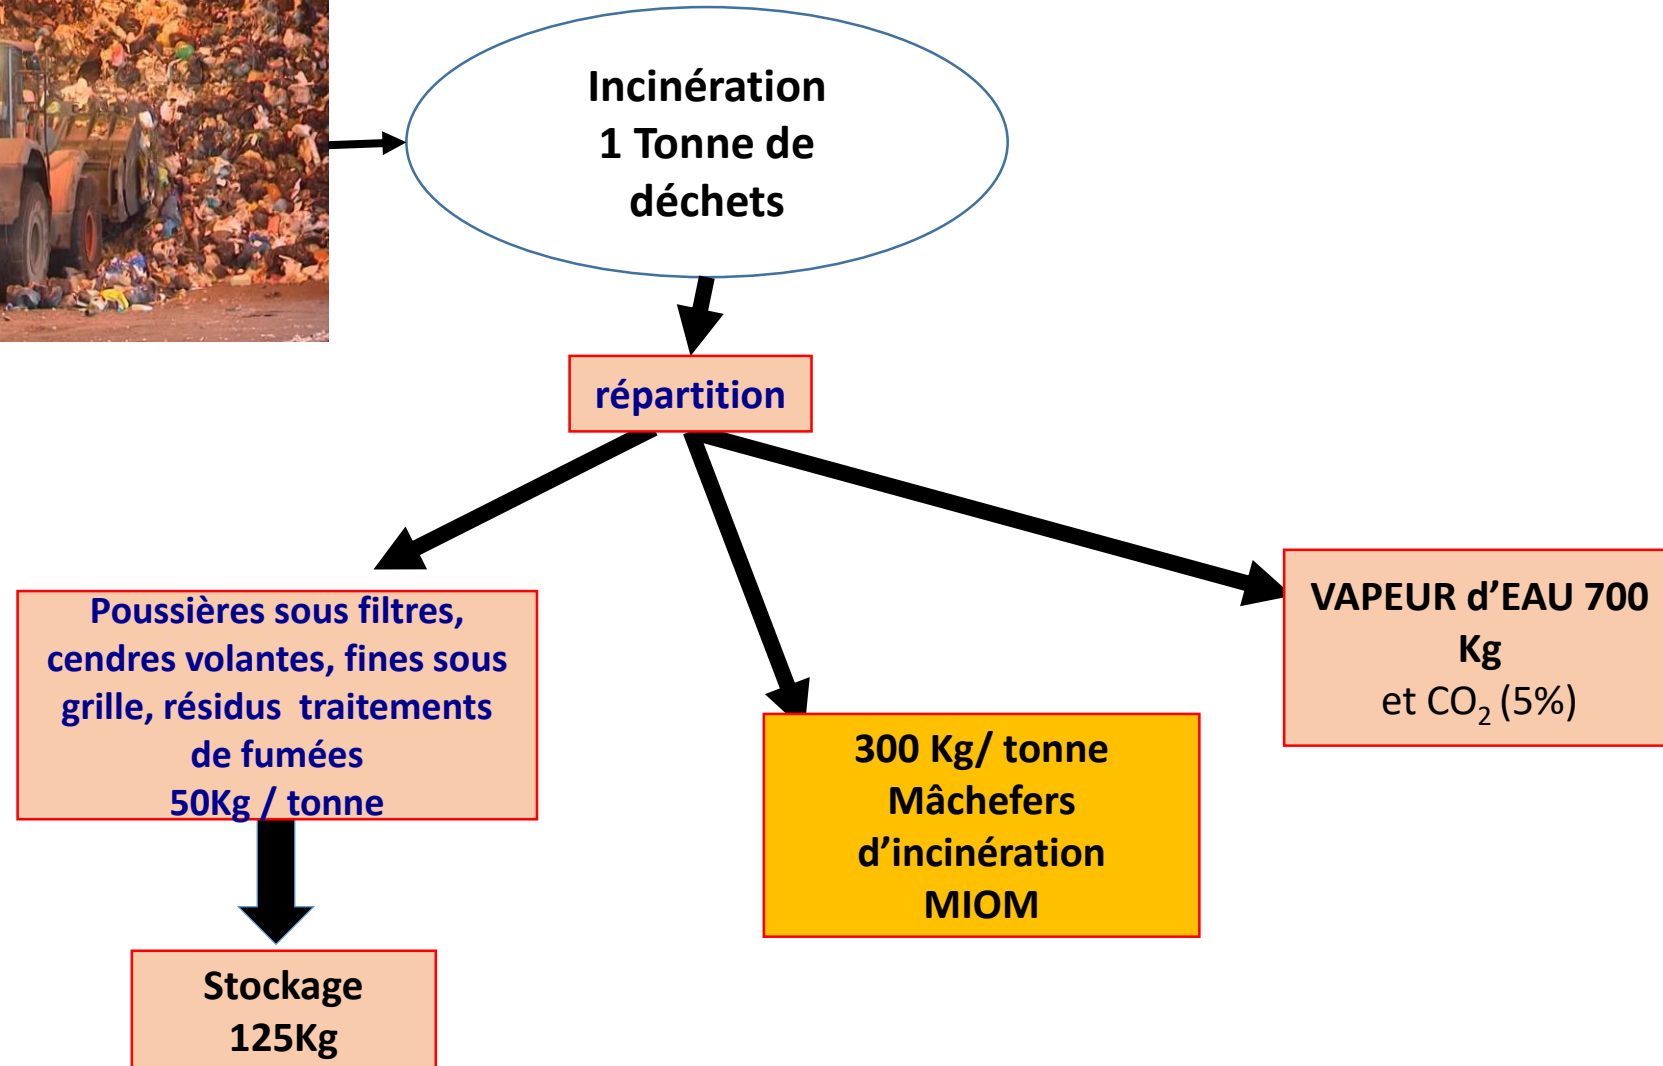 Incinération
1 Tonne de
déchets
répartition
Poussières sous filtres,
cendres volantes, fines sous
grille, résidus  traitements
de fumées
50Kg / tonne
300 Kg/ tonne
Mâchefers
d’incinération
MIOM
VAPEUR d’EAU 700
Kg
et CO₂ (5%)
Stockage
125Kg